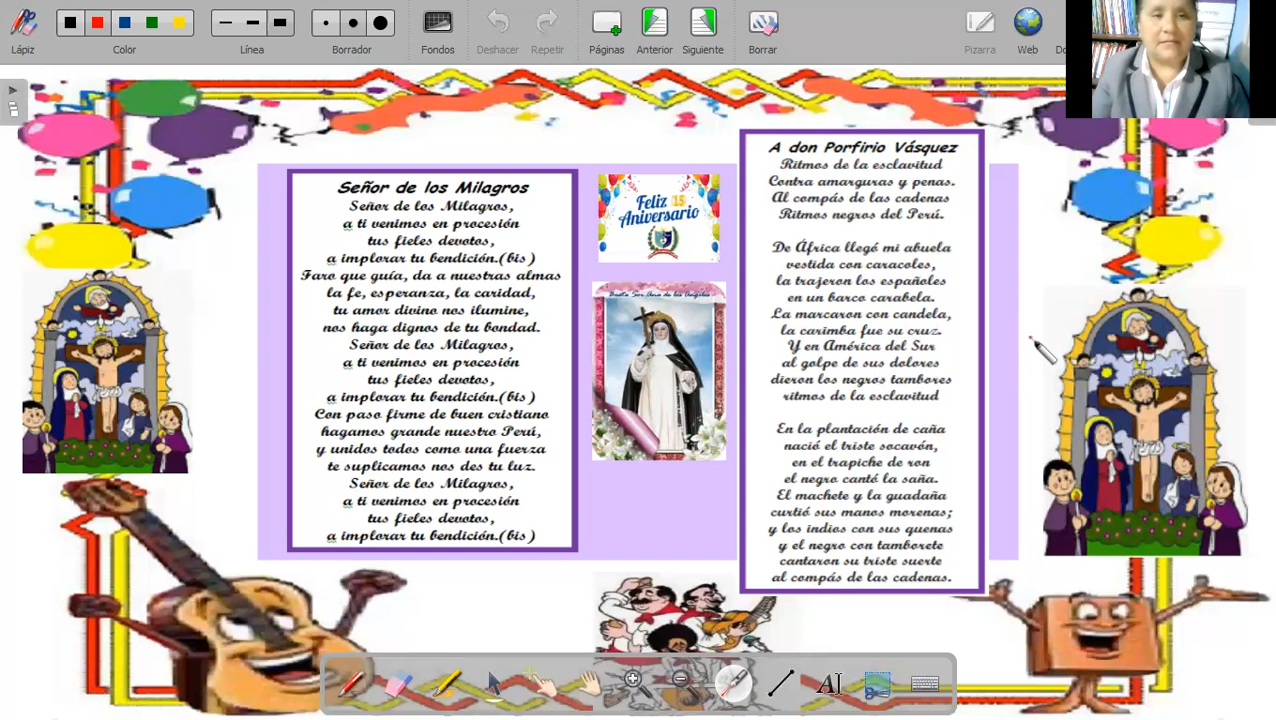 Lápiz
Color
Línea
Borrador
Fondos
Deshacer
Repetir
Páginas
Anterior
Siguiente
Borrar
Pizarra
Web
Señor de los Milagros
Señor de los Milagros,
a ti venimos en procesión
tus fieles devotos,
a implorar tu bendición.(bis)
Faro que guía, da a nuestras almas
la fe, esperanza, la caridad,
tu amor divino nos ilumine,
nos haga dignos de tu bondad.
Señor de los Milagros,
a ti venimos en procesión
tus fieles devotos,
a implorar tu bendición.(bis)
Con paso firme de buen cristiano
hagamos grande nuestro Perú,
y unidos todos como una fuerza
te suplicamos nos des tu luz.
Señor de los Milagros,
a ti venimos en procesión
tus fieles devotos,
a implorar tu bendición.(bis)
Feliz 15
Aniversario
Beata Sor Ana de los Ángeles
A don Porfirio Vásquez
Ritmos de la esclavitud
Contra amarguras y penas.
Al compás de las cadenas
Ritmos negros del Perú.
De África llegó mi abuela
vestida con caracoles,
la trajeron los españoles
en un barco carabela.
La marcaron con candela,
la carimba fue su cruz.
Y en América del Sur
al golpe de sus dolores
dieron los negros tambores
ritmos de la esclavitud
En la plantación de caña
nació el triste socavón,
en el trapiche de ron
el negro cantó la saña.
El machete y la guadaña
curtió sus manos morenas;
y los indios con sus quenas
y el negro con tamborete
cantaron su triste suerte
al compás de las cadenas.
AI